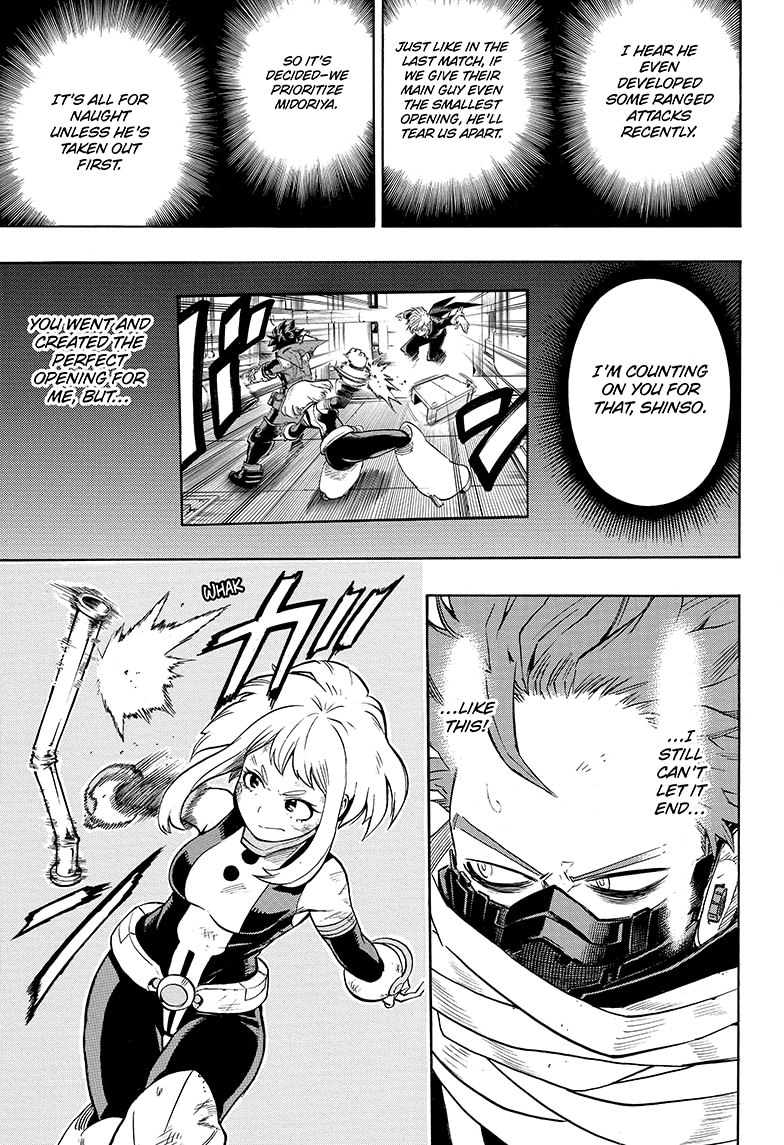 I HEAR HE
EVEN
DEVELOPED
SOME RANGED
ATTACKS
RECENTLY.
JUST LIKE IN THE
LAST MATCH, IF
WE GIVE THEIR
MAIN GUY EVEN
THE SMALLEST
OPENING, HE'LL
TEAR US APART.
SO IT'S
DECIDED—WE
PRIORITIZE
MIDORIYA.
IT'S ALL FOR
NAUGHT
UNLESS HE'S
TAKEN OUT
FIRST.
I'M COUNTING
ON YOU FOR
THAT, SHINSO.
YOU WENT AND
CREATED THE
PERFECT
OPENING FOR
ME, BUT...
...I
STILL
CAN'T
LET IT
END...
...LIKE
THIS!
WHAK
ガッ